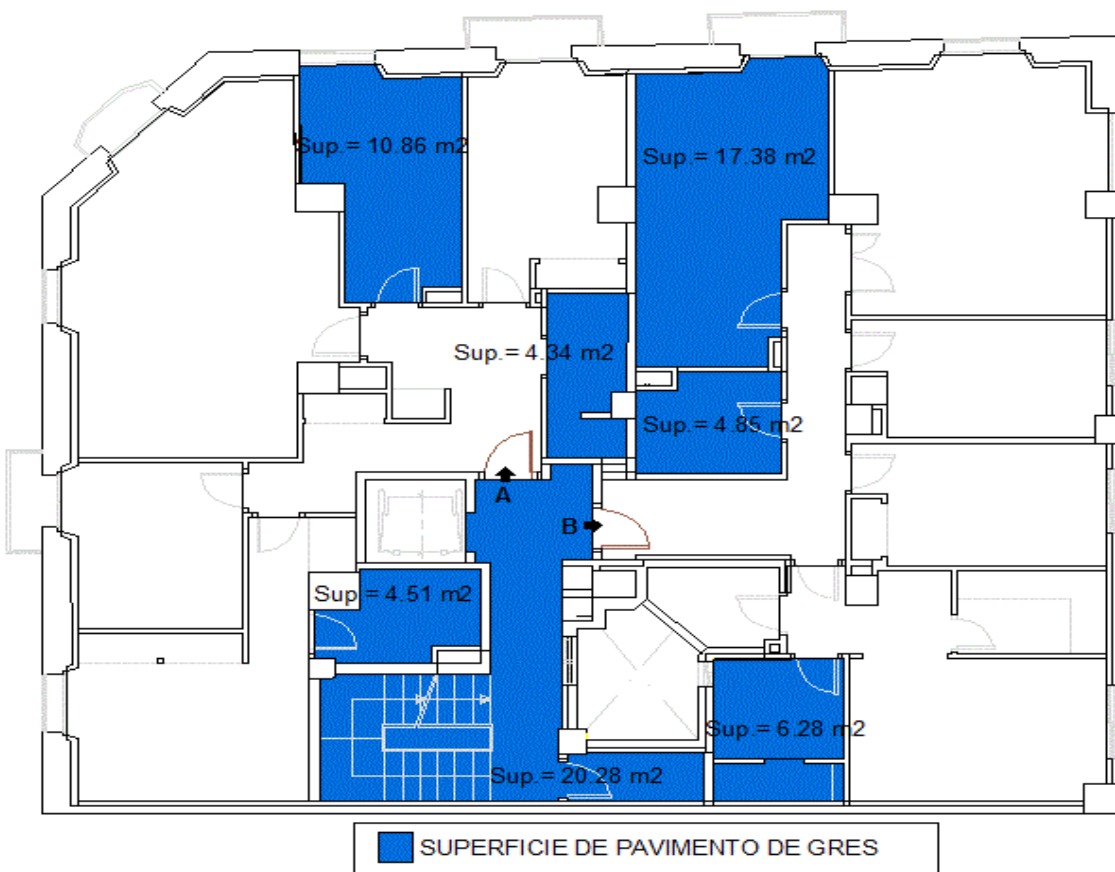 Sup.= 10.86 m2
Sup.= 17.38 m2
Sup.= 4.34 m2
Sup.= 4.85 m2
A
B
Sup.= 4.51 m2
Sup.= 6.28 m2
Sup.= 20.28 m2
SUPERFICIE DE PAVIMENTO DE GRES